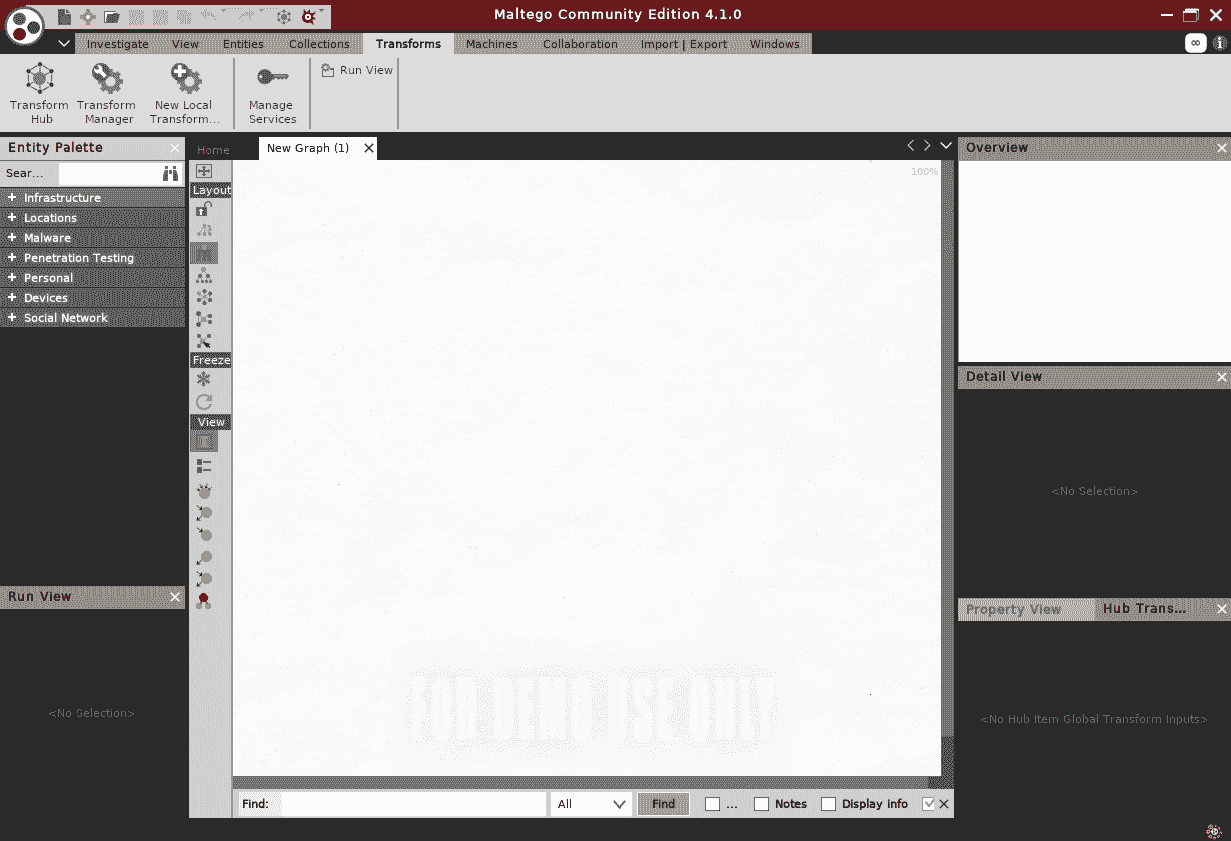 Maltego Community Edition 4.1.0
Investigate View Entities Collections Transforms Machines Collaboration Import | Export Windows
Transform Hub
Transform Manager
New Local Transform...
Manage Services
Run View
Entity Palette
Home
New Graph (1)
Overview
Sear...
100%
Infrastructure
Locations
Malware
Penetration Testing
Personal
Devices
Social Network
Layout
Freeze
View
Detail View
<No Selection>
Run View
<No Selection>
Property View
Hub Trans...
<No Hub Item Global Transform Inputs>
FOR DEMO USE ONLY
Find:
All
Find
...
Notes
Display info